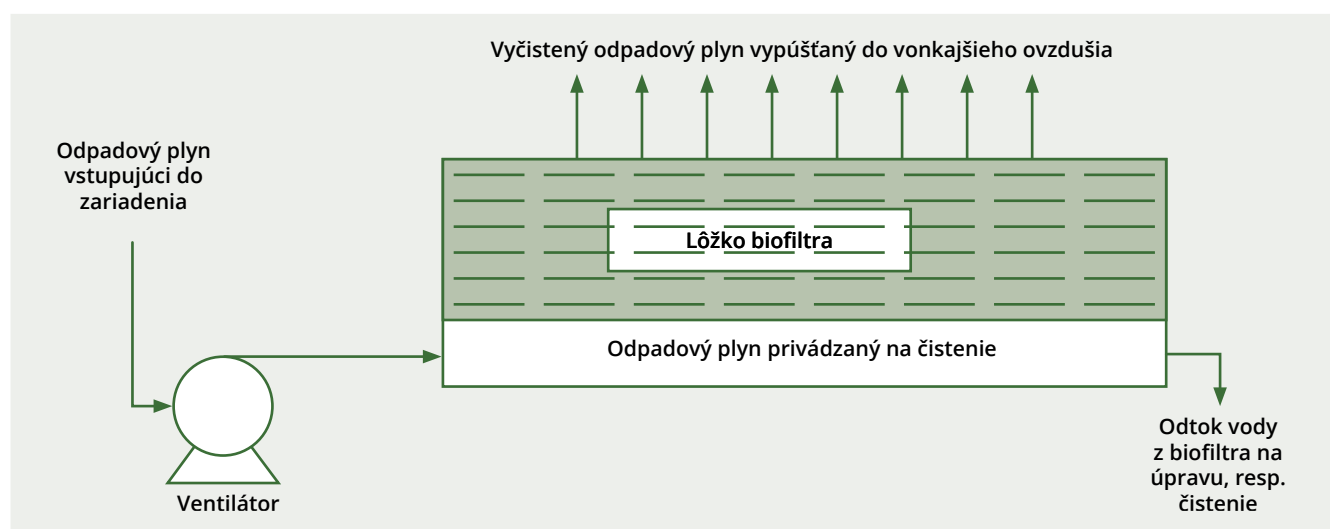 Vyčistený odpadový plyn vypúšťaný do vonkajšieho ovzdušia
Odpadový plyn
vstupujúci do
zariadenia
Lôžko biofiltra
Odpadový plyn privádzaný na čistenie
Ventilátor
Odtok vody
z biofiltra na
úpravu, resp.
čistenie